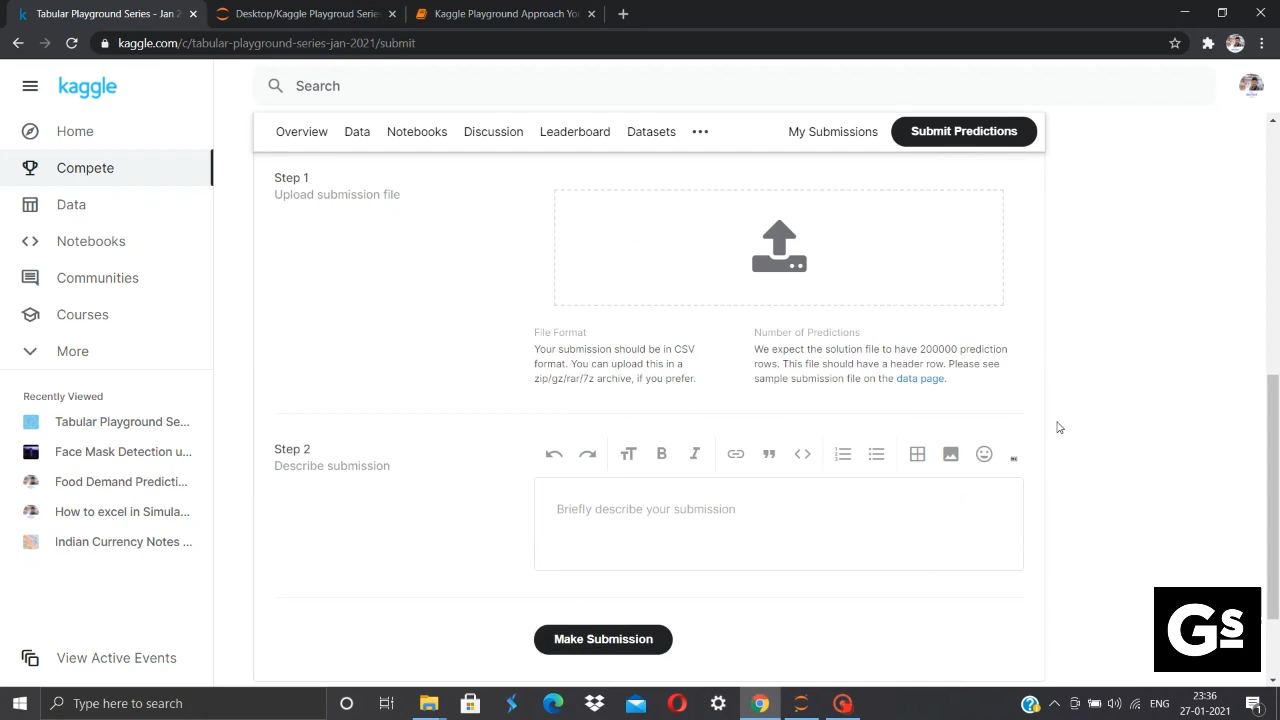 Tabular Playground Series - Jan 2
Desktop/Kaggle Playgroud Series
Kaggle Playground Approach You
kaggle.com/c/tabular-playground-series-jan-2021/submit
kaggle
Search
Home
Compete
Data
Notebooks
Communities
Courses
More
Recently Viewed
Tabular Playground Se...
Face Mask Detection u...
Food Demand Predicti...
How to excel in Simula...
Indian Currency Notes ...
View Active Events
Overview Data Notebooks Discussion Leaderboard Datasets ••• My Submissions Submit Predictions
Step 1
Upload submission file
File Format
Your submission should be in CSV
format. You can upload this in a
zip/gz/rar/7z archive, if you prefer.
Number of Predictions
We expect the solution file to have 200000 prediction
rows. This file should have a header row. Please see
sample submission file on the data page.
Step 2
Describe submission
Briefly describe your submission
Make Submission
Gs
Type here to search
ENG
23:36
27-01-2021
1